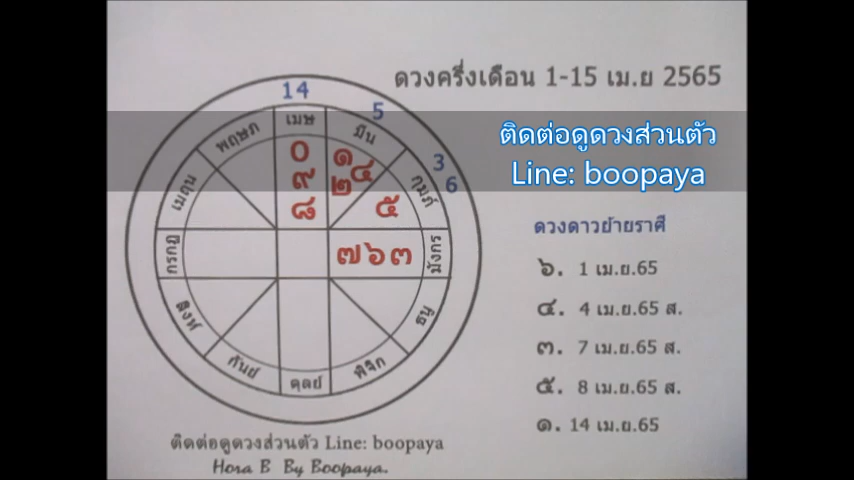 ดวงครึ่งเดือน 1-15 เม.ย 2565
ติดต่อดูดวงส่วนตัว
Line: boopaya
14
5
3
6
เมษ
มีน
กุมภ์
มังกร
ธนู
พิจิก
ตุลย์
กันย์
สิงห์
กรกฎ
เมถุน
พฤษภ
๐
๙
๘
๑
๔
๒
๕
๗๖๓
ดวงดาวย้ายราศี
๖. 1 เม.ย.65
๔. 4 เม.ย.65 ส.
๓. 7 เม.ย.65 ส.
๕. 8 เม.ย.65 ส.
๑. 14 เม.ย.65
ติดต่อดูดวงส่วนตัว Line: boopaya
Hora B By Boopaya.